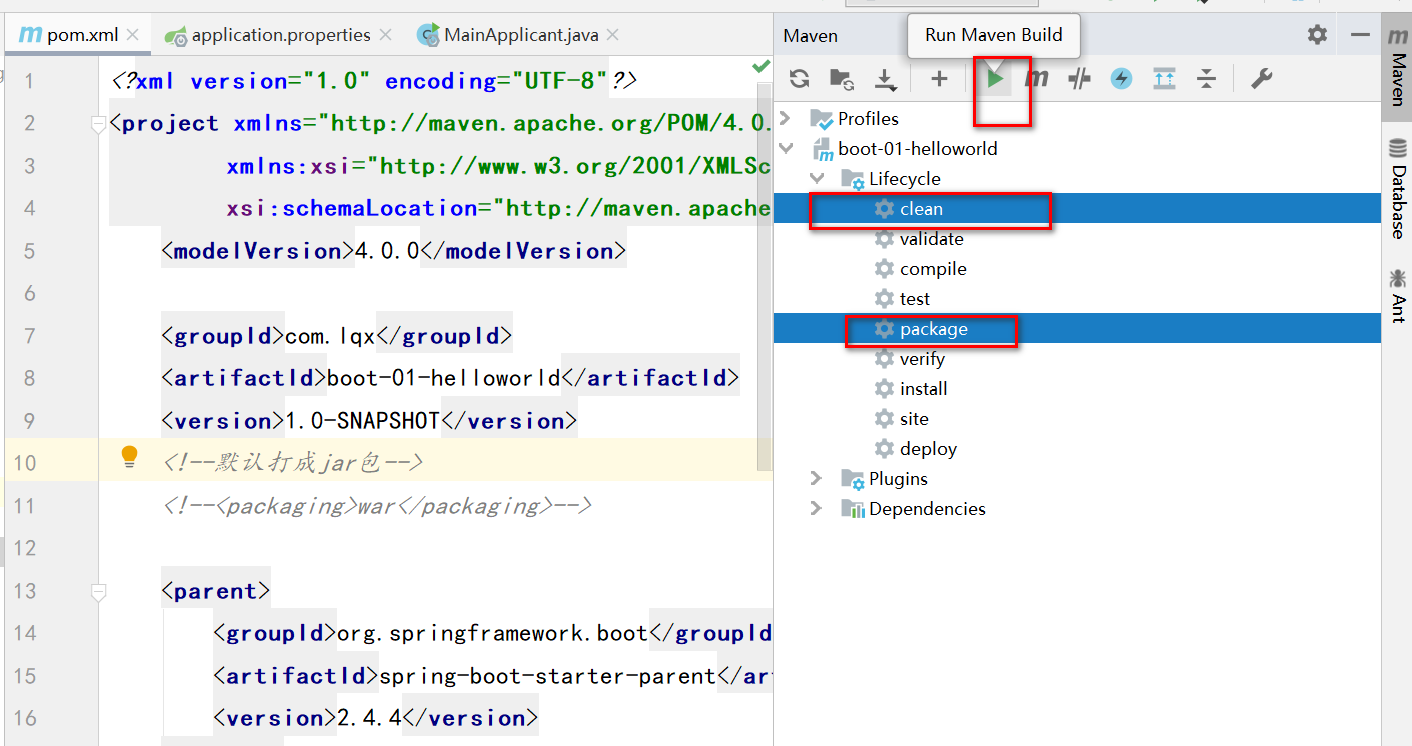 pom.xml
application.properties
MainApplicant.java
Maven
Run Maven Build
1 <?xml version="1.0" encoding="UTF-8"?>
2 <project xmlns="http://maven.apache.org/POM/4.0.
3 xmlns:xsi="http://www.w3.org/2001/XMLSc
4 xsi:schemaLocation="http://maven.apache
5 <modelVersion>4.0.0</modelVersion>
6
7 <groupId>com.lqx</groupId>
8 <artifactId>boot-01-helloworld</artifactId>
9 <version>1.0-SNAPSHOT</version>
10 <!--默认打成jar包-->
11 <!--<packaging>war</packaging>-->
12
13 <parent>
14 <groupId>org.springframework.boot</groupId
15 <artifactId>spring-boot-starter-parent</ar
16 <version>2.4.4</version>
Profiles
boot-01-helloworld
Lifecycle
clean
validate
compile
test
package
verify
install
site
deploy
Plugins
Dependencies
Maven
Database
Ant